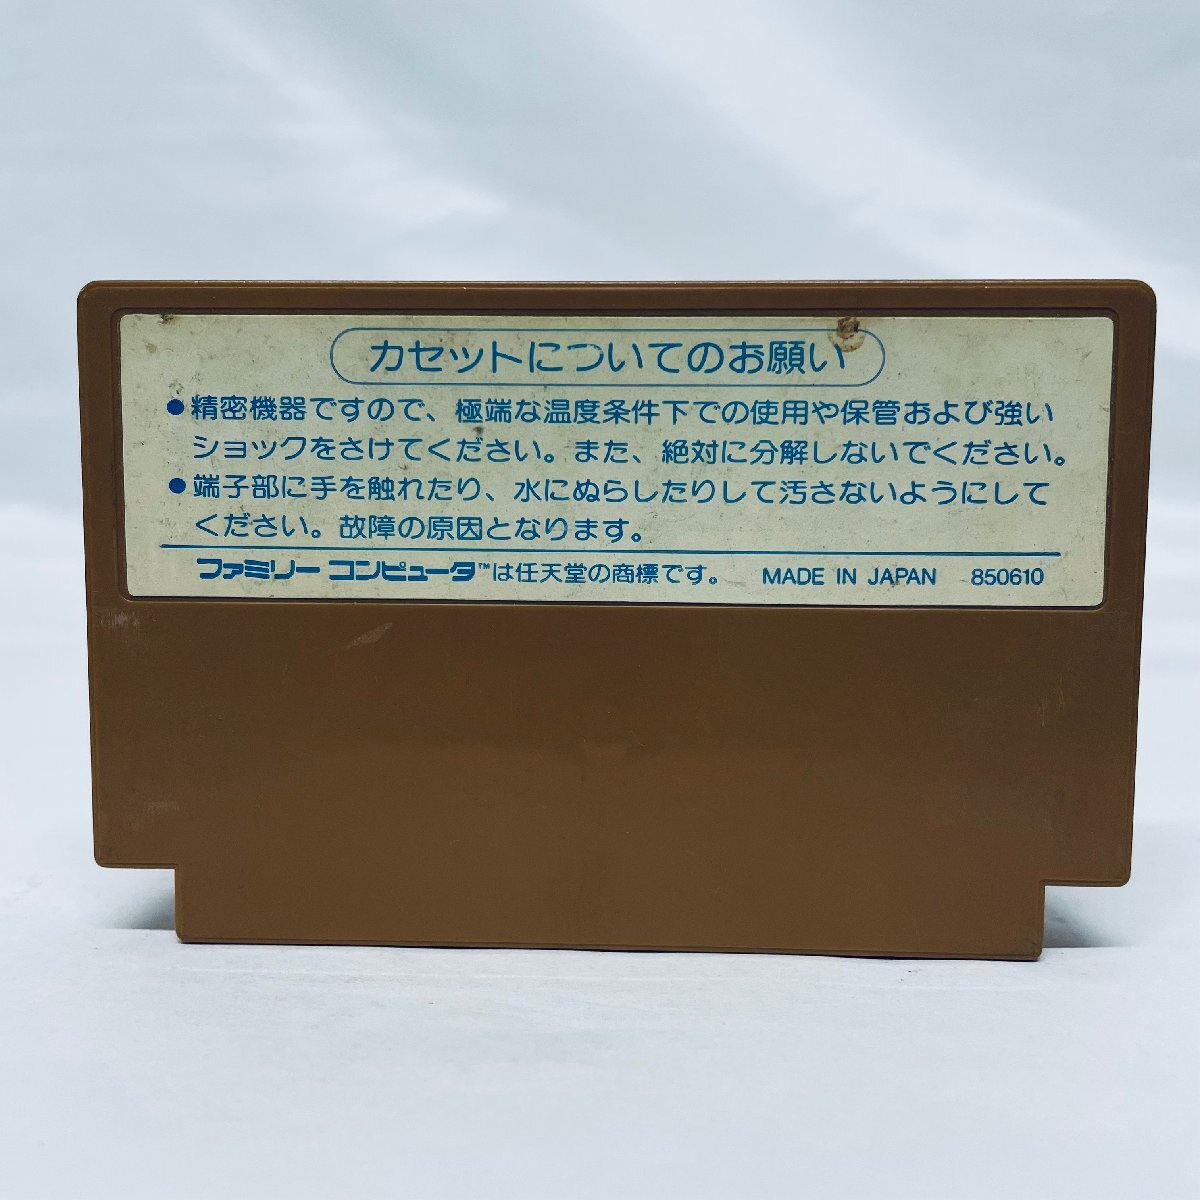 カセットについてのお願い
●精密機器ですので、極端な温度条件下での使用や保管および強い
ショックをさけてください。また、絶対に分解しないでください。
●端子部に手を触れたり、水にぬらしたりして汚さないようにして
ください。故障の原因となります。
ファミリー コンピュータ™は任天堂の商標です。 MADE IN JAPAN 850610